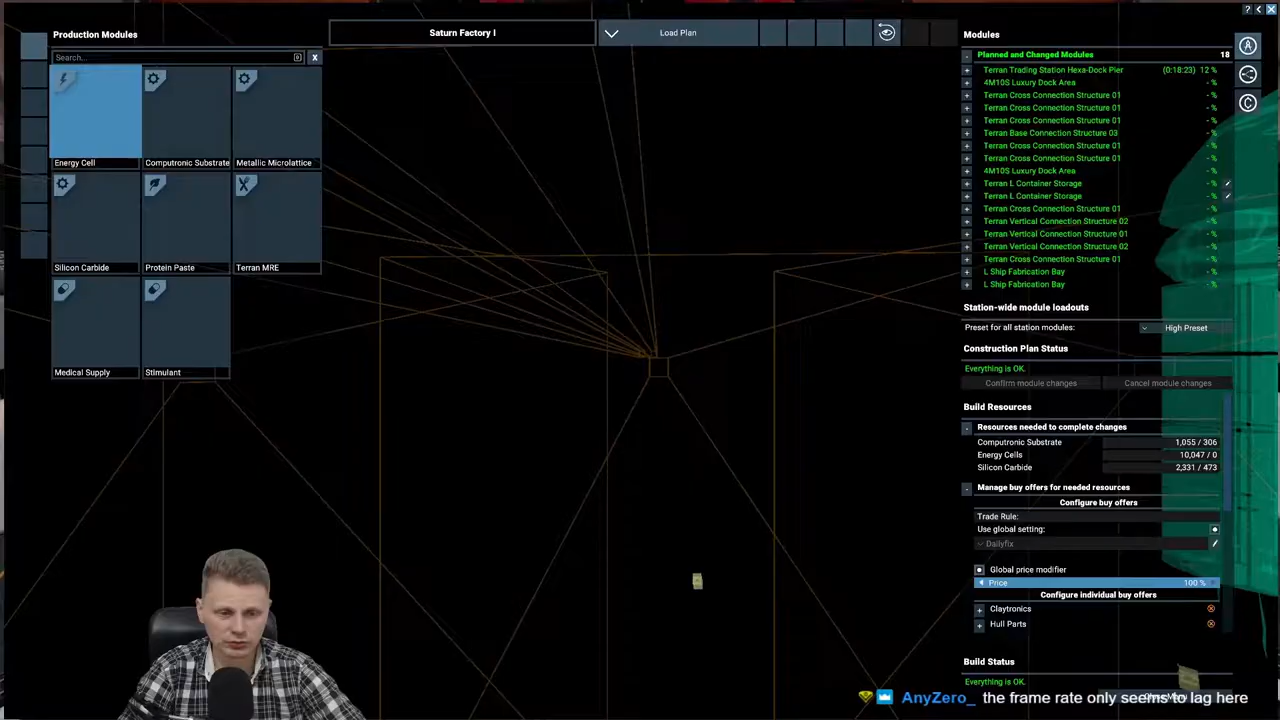 Production Modules
Search...
x
Energy Cell
Computronic Substrate
Metallic Microlattice
Silicon Carbide
Protein Paste
Terran MRE
Medical Supply
Stimulant
Saturn Factory I
Load Plan
Modules
Planned and Changed Modules 18
Terran Trading Station Hexa-Dock Pier (0:18:23) 12 %
4M10S Luxury Dock Area - %
Terran Cross Connection Structure 01 - %
Terran Cross Connection Structure 01 - %
Terran Cross Connection Structure 01 - %
Terran Base Connection Structure 03 - %
Terran Cross Connection Structure 01 - %
Terran Cross Connection Structure 01 - %
4M10S Luxury Dock Area - %
Terran L Container Storage - %
Terran L Container Storage - %
Terran Cross Connection Structure 01 - %
Terran Vertical Connection Structure 02 - %
Terran Vertical Connection Structure 01 - %
Terran Vertical Connection Structure 02 - %
Terran Cross Connection Structure 01 - %
L Ship Fabrication Bay - %
L Ship Fabrication Bay - %
Station-wide module loadouts
Preset for all station modules: High Preset
Construction Plan Status
Everything is OK.
Confirm module changes Cancel module changes
Build Resources
Resources needed to complete changes
Computronic Substrate 1,055 / 306
Energy Cells 10,047 / 0
Silicon Carbide 2,331 / 473
Manage buy offers for needed resources
Configure buy offers
Trade Rule:
Use global setting:
Dailyfix
Global price modifier
Price 100 %
Configure individual buy offers
Claytronics
Hull Parts
Build Status
Everything is OK.
AnyZero_ the frame rate only seems to lag here